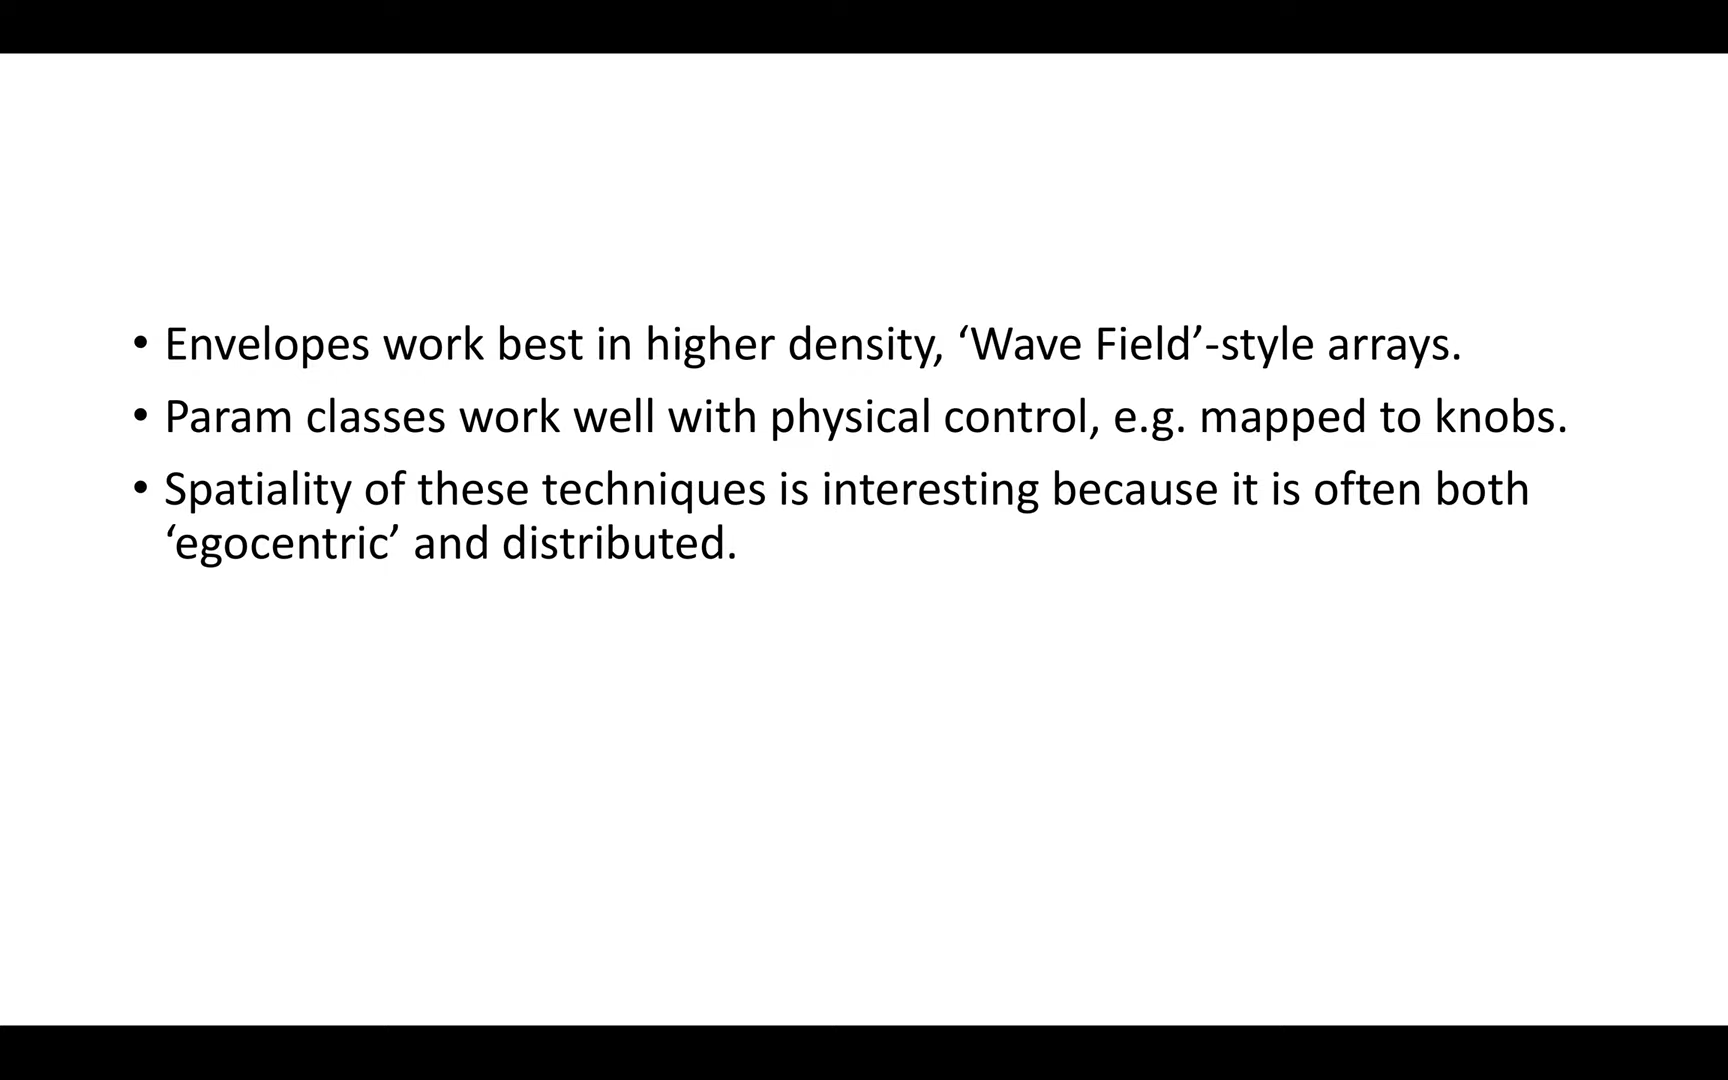 • Envelopes work best in higher density, ‘Wave Field’-style arrays.
• Param classes work well with physical control, e.g. mapped to knobs.
• Spatiality of these techniques is interesting because it is often both
‘egocentric’ and distributed.